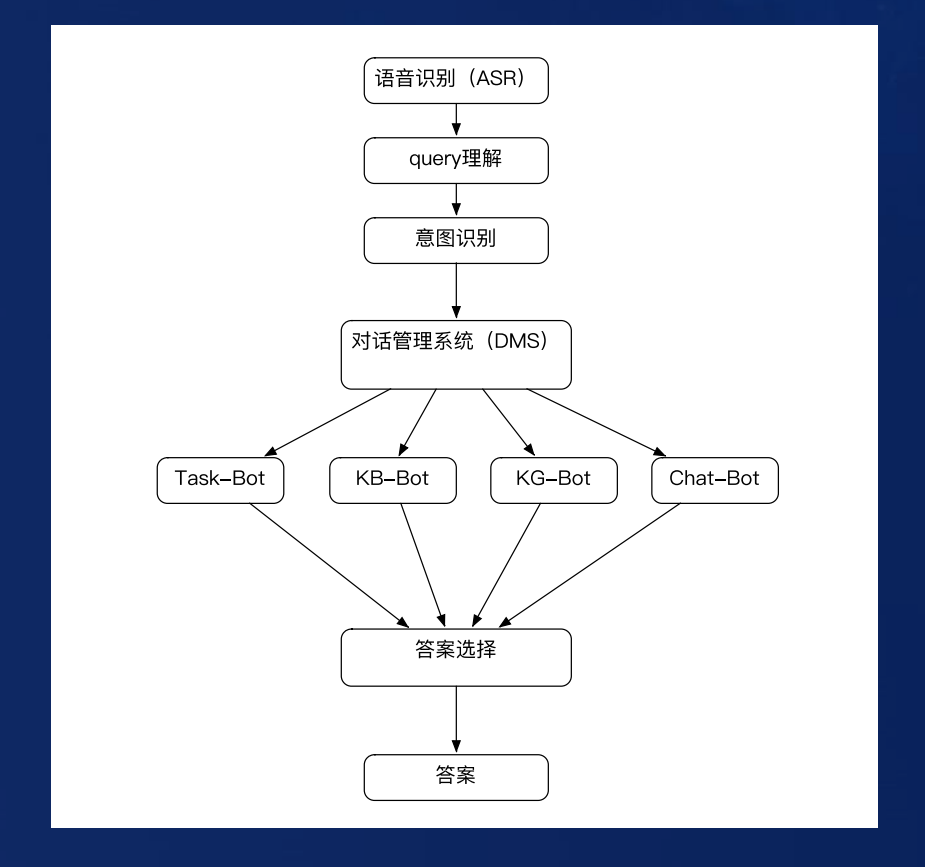 语音识别（ASR）
query理解
意图识别
对话管理系统（DMS）
Task-Bot
KB-Bot
KG-Bot
Chat-Bot
答案选择
答案